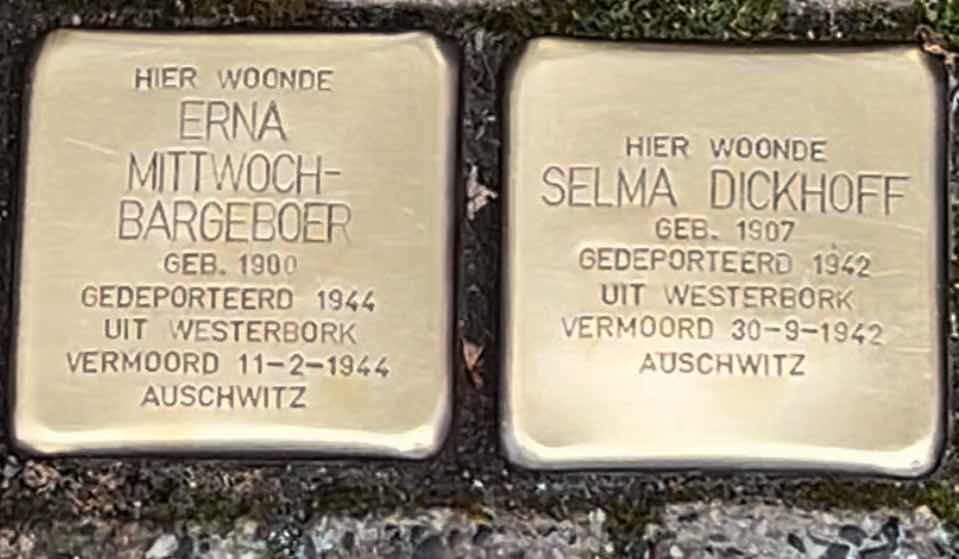 HIER WOONDE
ERNA
MITTWOCH-
BARGEBOER
GEB. 1900
GEDEPORTEERD 1944
UIT WESTERBORK
VERMOORD 11-2-1944
AUSCHWITZ
HIER WOONDE
SELMA DICKHOFF
GEB. 1907
GEDEPORTEERD 1942
UIT WESTERBORK
VERMOORD 30-9-1942
AUSCHWITZ